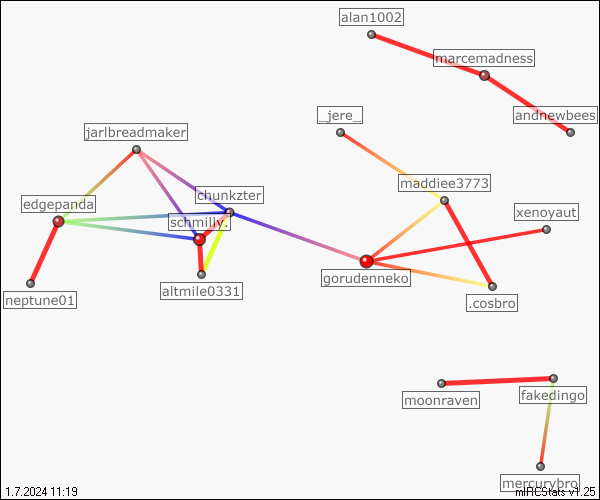 alan1002
marcemadness
_jere_
andnewbees
jarlbreadmaker
maddiee3773
chunkzter
edgepanda
xenoyaut
schmilly.
gorudenneko
altmile0331
neptune01
.cosbro
moonraven
fakedingo
mercurybro
1.7.2024 11:19
mIRCStats v1.25